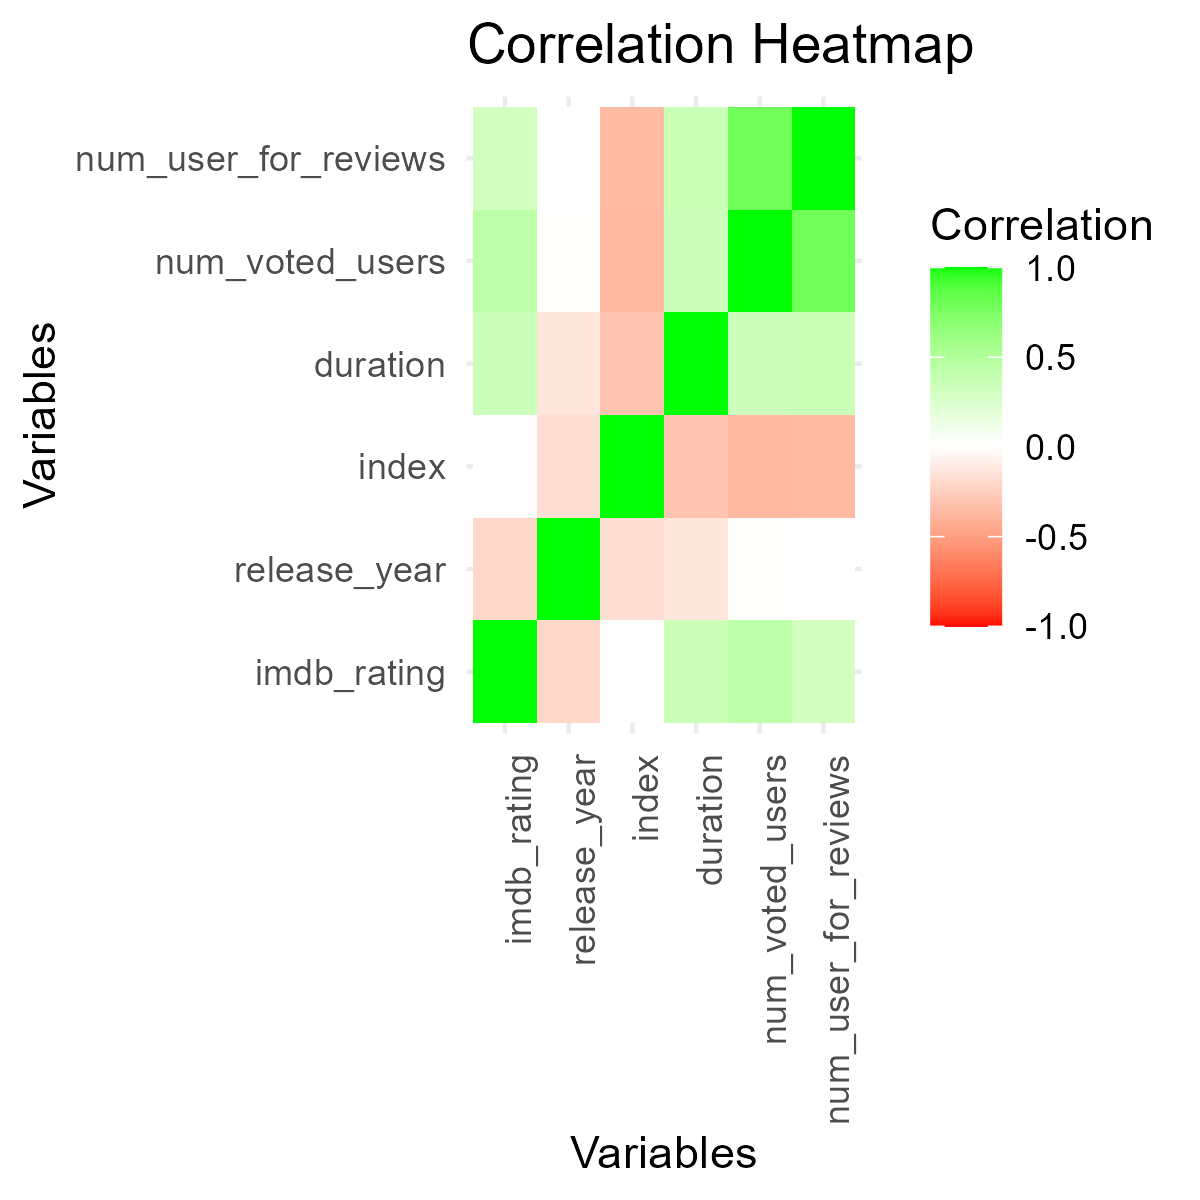 Correlation Heatmap
Variables
num_user_for_reviews
num_voted_users
duration
index
release_year
imdb_rating
imdb_rating
release_year
index
duration
num_voted_users
num_user_for_reviews
Variables
Correlation
1.0
0.5
0.0
-0.5
-1.0